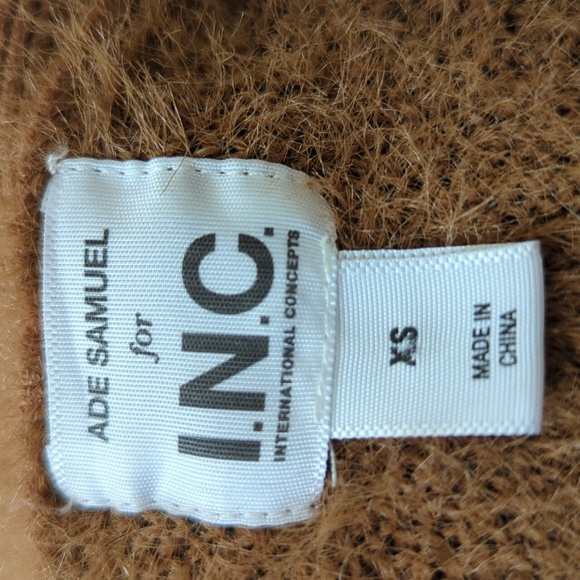 ADE SAMUEL
for
I.N.C.
INTERNATIONAL CONCEPTS
XS
MADE IN
CHINA